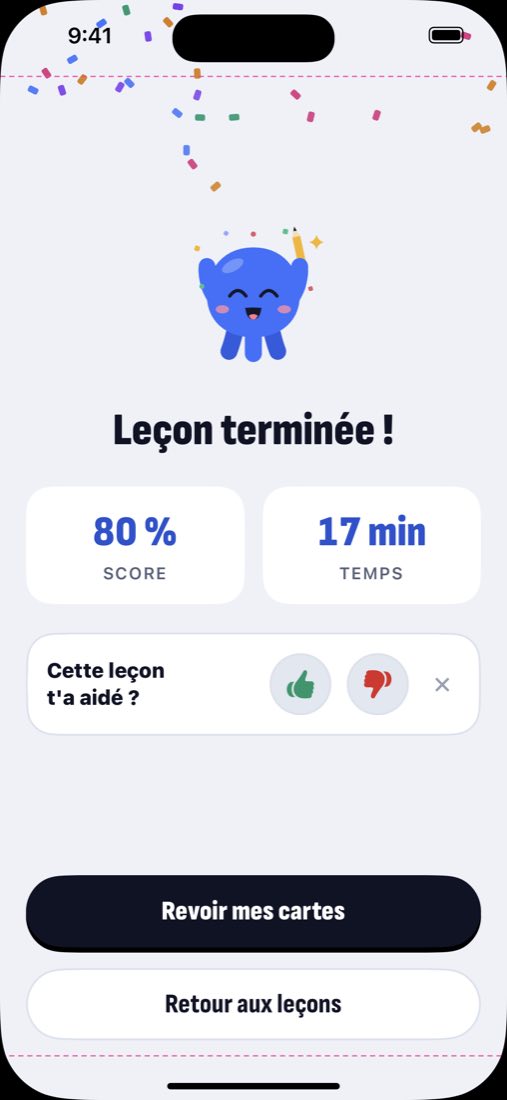 9:41
Leçon terminée !
80 %
SCORE
17 min
TEMPS
Cette leçon
t'a aidé ?
Revoir mes cartes
Retour aux leçons